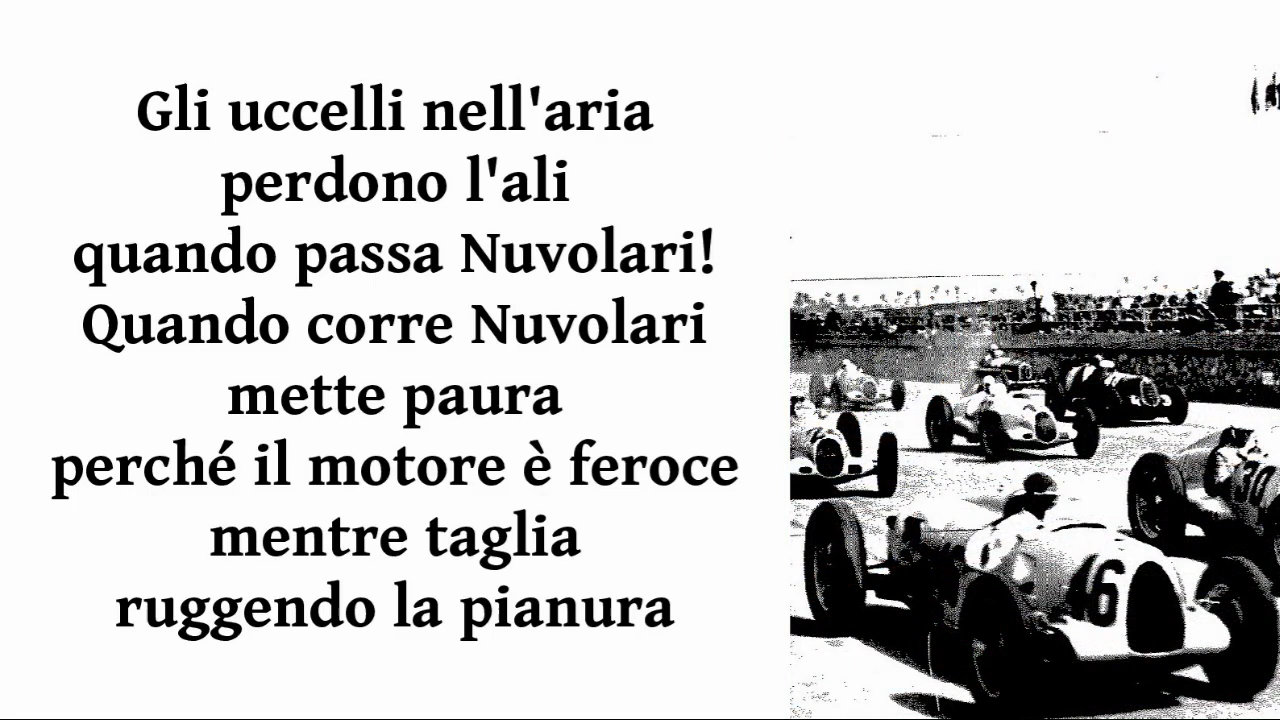 Gli uccelli nell'aria
perdono l'ali
quando passa Nuvolari!
Quando corre Nuvolari
mette paura
perché il motore è feroce
mentre taglia
ruggendo la pianura
46